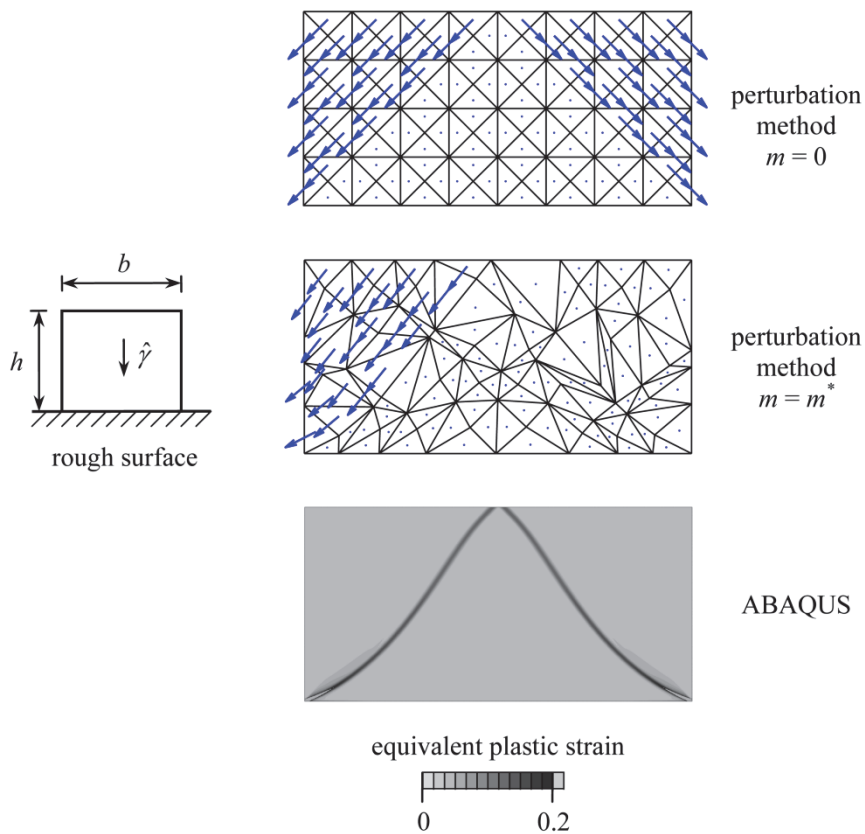 perturbation
method
m = 0
b
h
γ̂
rough surface
perturbation
method
m = m*
ABAQUS
equivalent plastic strain
0 0.2